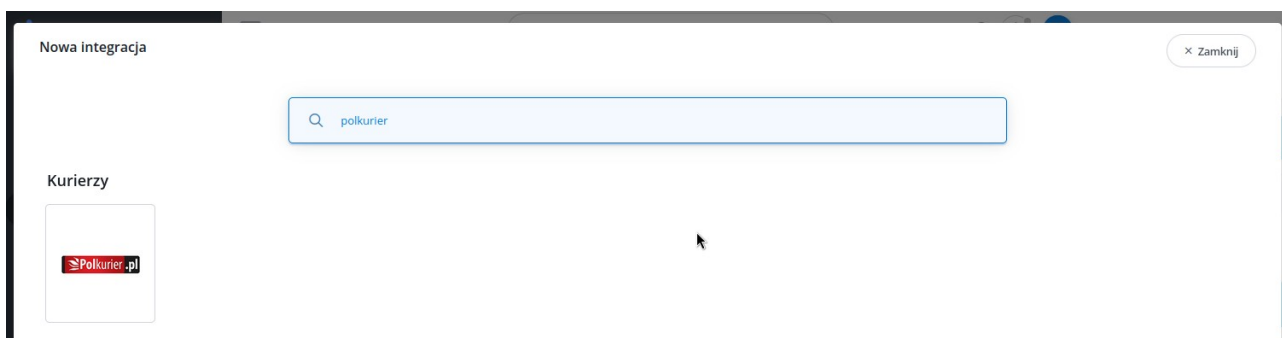 Nowa integracja
× Zamknij
polkurier
Kurierzy
Polkurier.pl